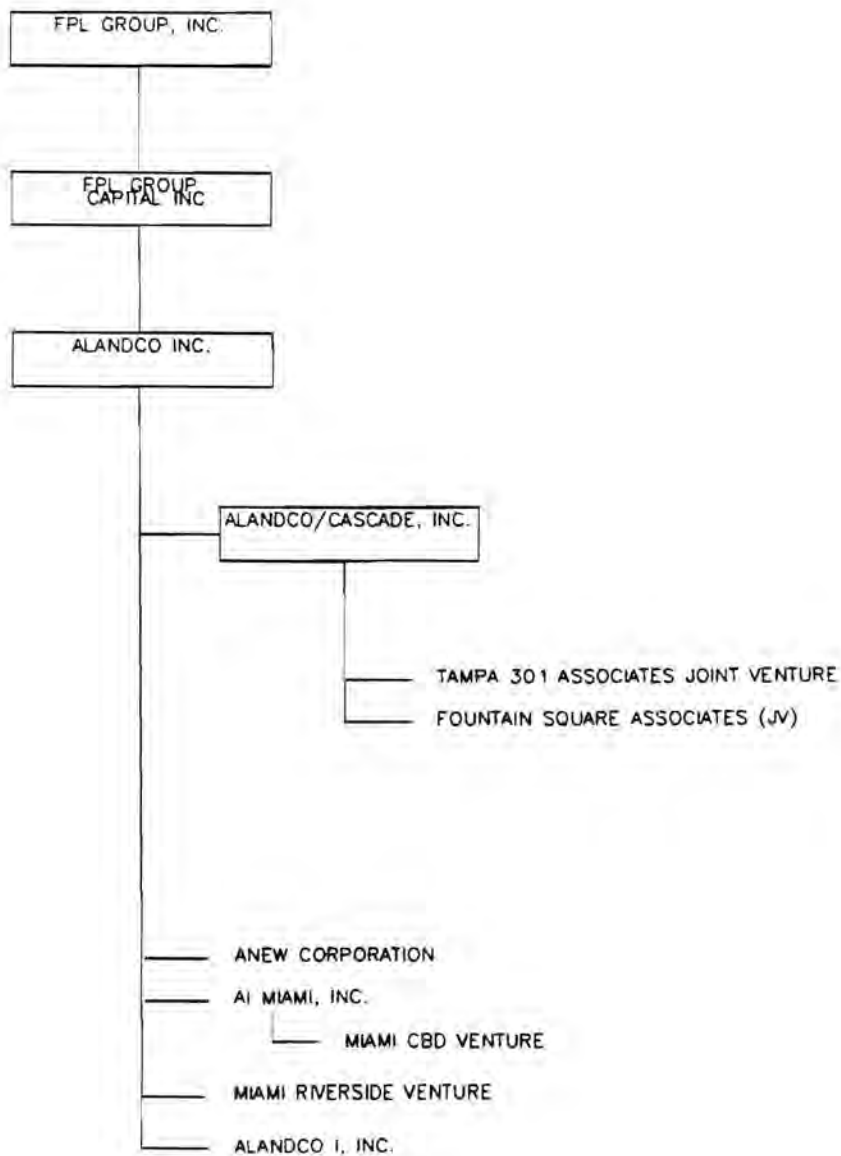 FPL GROUP, INC.
FPL GROUP
CAPITAL INC
ALANDCO INC.
ALANDCO/CASCADE, INC.
TAMPA 301 ASSOCIATES JOINT VENTURE
FOUNTAIN SQUARE ASSOCIATES (JV)
ANEW CORPORATION
AI MIAMI, INC.
MIAMI CBD VENTURE
MIAMI RIVERSIDE VENTURE
ALANDCO I, INC.